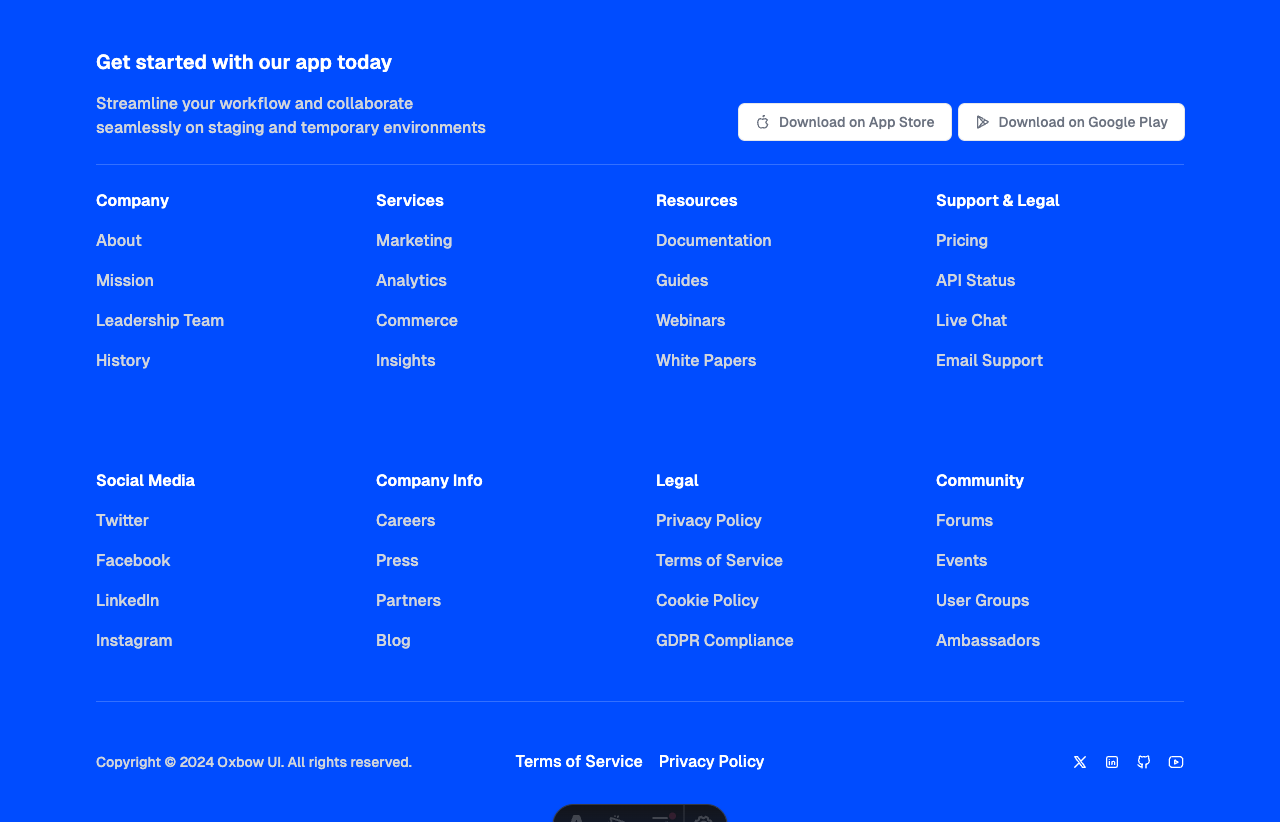 Get started with our app today
Streamline your workflow and collaborate
seamlessly on staging and temporary environments
Download on App Store
Download on Google Play
Company
About
Mission
Leadership Team
History
Services
Marketing
Analytics
Commerce
Insights
Resources
Documentation
Guides
Webinars
White Papers
Support & Legal
Pricing
API Status
Live Chat
Email Support
Social Media
Twitter
Facebook
LinkedIn
Instagram
Company Info
Careers
Press
Partners
Blog
Legal
Privacy Policy
Terms of Service
Cookie Policy
GDPR Compliance
Community
Forums
Events
User Groups
Ambassadors
Copyright © 2024 Oxbow UI. All rights reserved.
Terms of Service
Privacy Policy